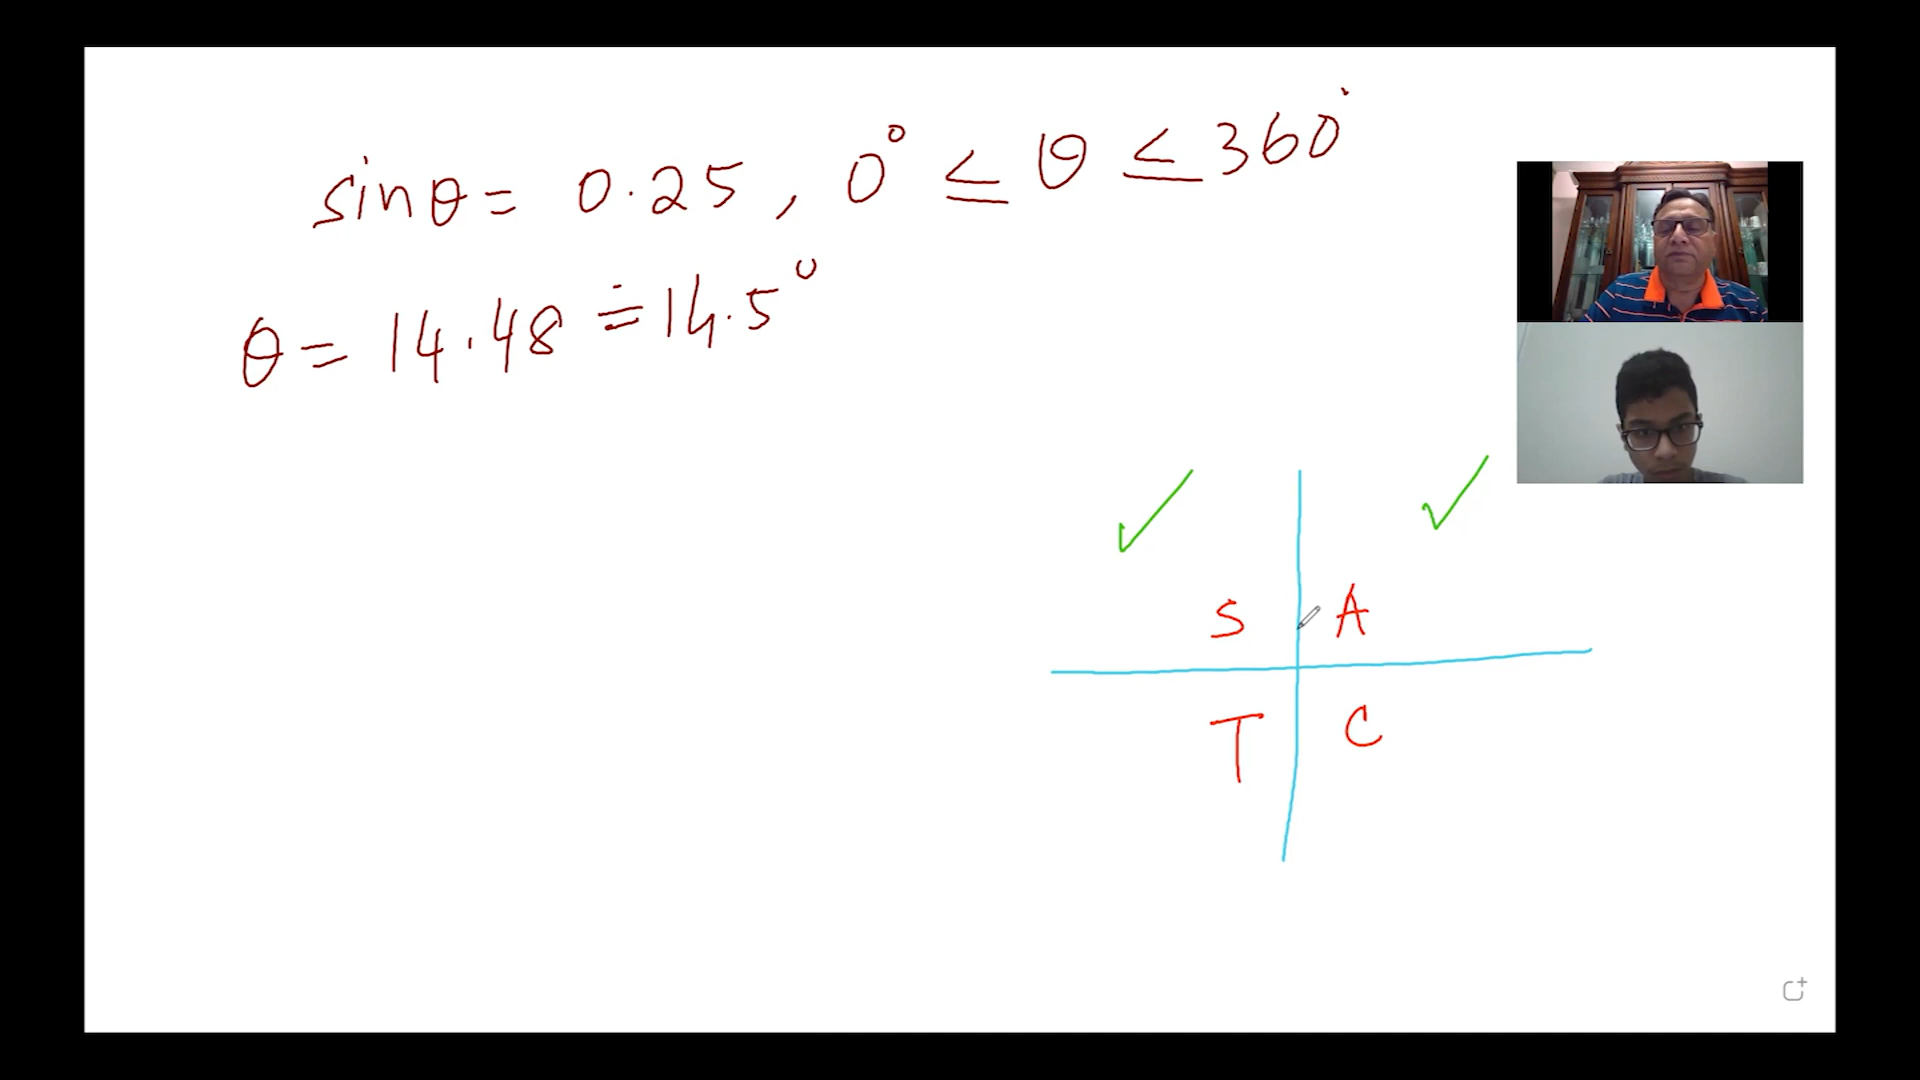 sinθ = 0.25 , 0° ≤ θ ≤ 360°
θ = 14.48 ≐ 14.5°
S A
T C